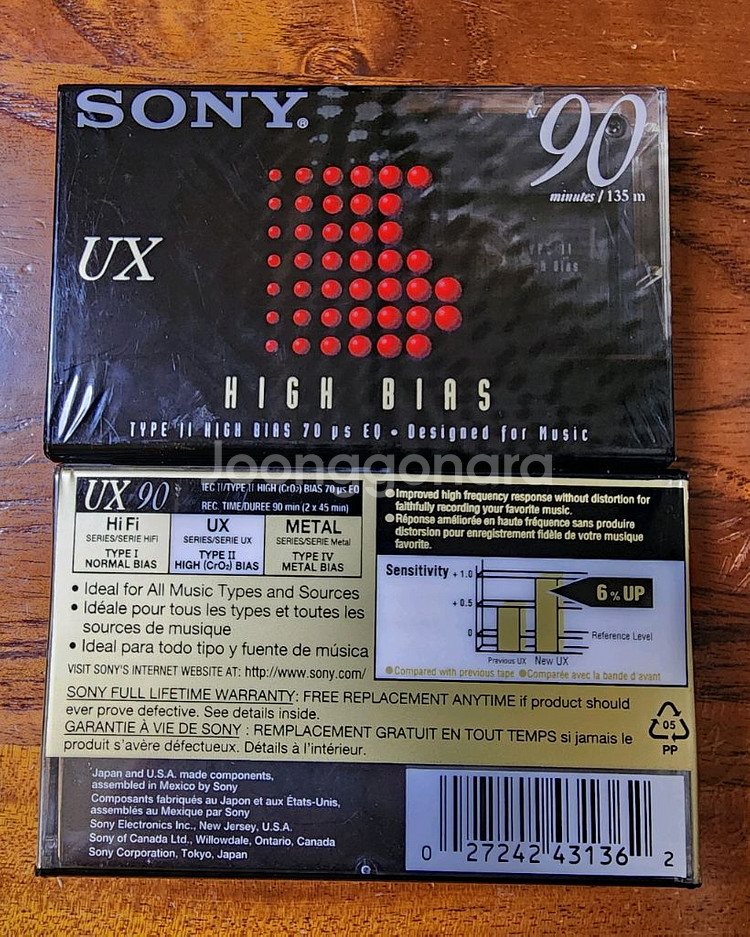 SONY®
90
minutes / 135 m
UX
HIGH BIAS
TYPE II HIGH BIAS 70 µs EQ • Designed for Music
Joonggonara
UX 90
IEC II/TYPE II HIGH (CrO₂) BIAS 70 µs EQ
REC. TIME/DUREE 90 min (2 x 45 min)
HiFi
SERIES/SERIE HiFi
TYPE I
NORMAL BIAS
UX
SERIES/SERIE UX
TYPE II
HIGH (CrO₂) BIAS
METAL
SERIES/SERIE Metal
TYPE IV
METAL BIAS
• Improved high frequency response without distortion for
faithfully recording your favorite music.
• Réponse améliorée en haute fréquence sans produire
distorsion pour enregistrement fidèle de votre musique
favorite.
• Ideal for All Music Types and Sources
• Idéale pour tous les types et toutes les
sources de musique
• Ideal para todo tipo y fuente de música
VISIT SONY'S INTERNET WEBSITE AT: http://www.sony.com/
Sensitivity
+ 1.0
+ 0.5
0
6 % UP
Reference Level
Previous UX New UX
Compared with previous tape Comparée avec la bande d'avant
SONY FULL LIFETIME WARRANTY: FREE REPLACEMENT ANYTIME if product should
ever prove defective. See details inside.
GARANTIE À VIE DE SONY : REMPLACEMENT GRATUIT EN TOUT TEMPS si jamais le
produit s'avère défectueux. Détails à l'intérieur.
05
PP
Japan and U.S.A. made components,
assembled in Mexico by Sony
Composants fabriqués au Japon et aux États-Unis,
assemblés au Mexique par Sony
Sony Electronics Inc., New Jersey, U.S.A.
Sony of Canada Ltd., Willowdale, Ontario, Canada
Sony Corporation, Tokyo, Japan
0 27242 43136 2